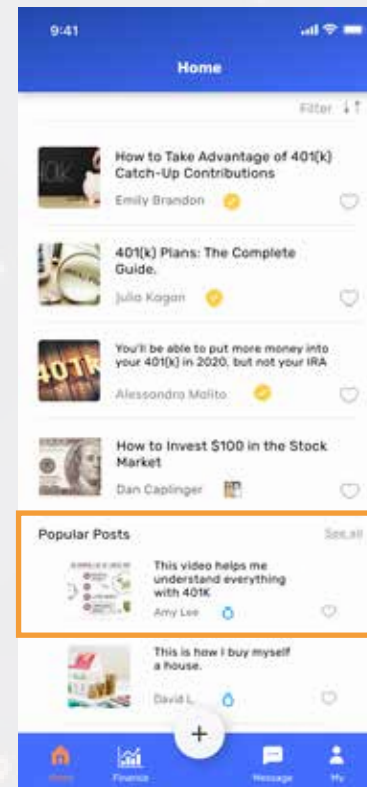 9:41
Home
Filter
How to Take Advantage of 401(k)
Catch-Up Contributions
Emily Brandon
401(k) Plans: The Complete
Guide.
Julia Kagan
You'll be able to put more money into
your 401(k) in 2020, but not your IRA
Alessandra Malito
How to Invest $100 in the Stock
Market
Dan Caplinger
Popular Posts
See all
This video helps me
understand everything
with 401K
Amy Lee
This is how I buy myself
a house.
David L.
+
Home
Finance
Message
My